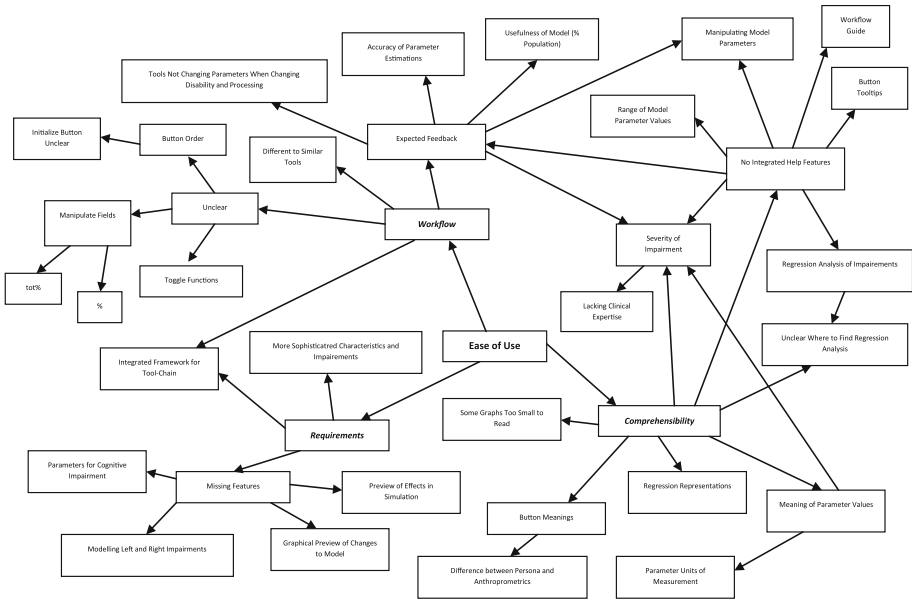 Workflow
Guide
Usefulness of Model (%
Population)
Manipulating Model
Parameters
Accuracy of Parameter
Estimations
Tools Not Changing Parameters When Changing
Disability and Processing
Button
Tooltips
Range of Model
Parameter Values
Initialize Button
Unclear
Button Order
Expected Feedback
Different to Similar
Tools
No Integrated Help Features
Manipulate Fields
Unclear
Workflow
Severity of
Impairment
Regression Analysis of Impairements
tot%
%
Toggle Functions
Lacking Clinical
Expertise
Ease of Use
Unclear Where to Find Regression
Analysis
Integrated Framework for
Tool-Chain
More Sophisticatred Characteristics and
Impairements
Some Graphs Too Small to
Read
Comprehensibility
Requirements
Parameters for Cognitive
Impairment
Missing Features
Preview of Effects in
Simulation
Regression Representations
Meaning of Parameter Values
Button Meanings
Modelling Left and Right Impairments
Graphical Preview of Changes
to Model
Difference between Persona and
Anthroprometrics
Parameter Units of
Measurement